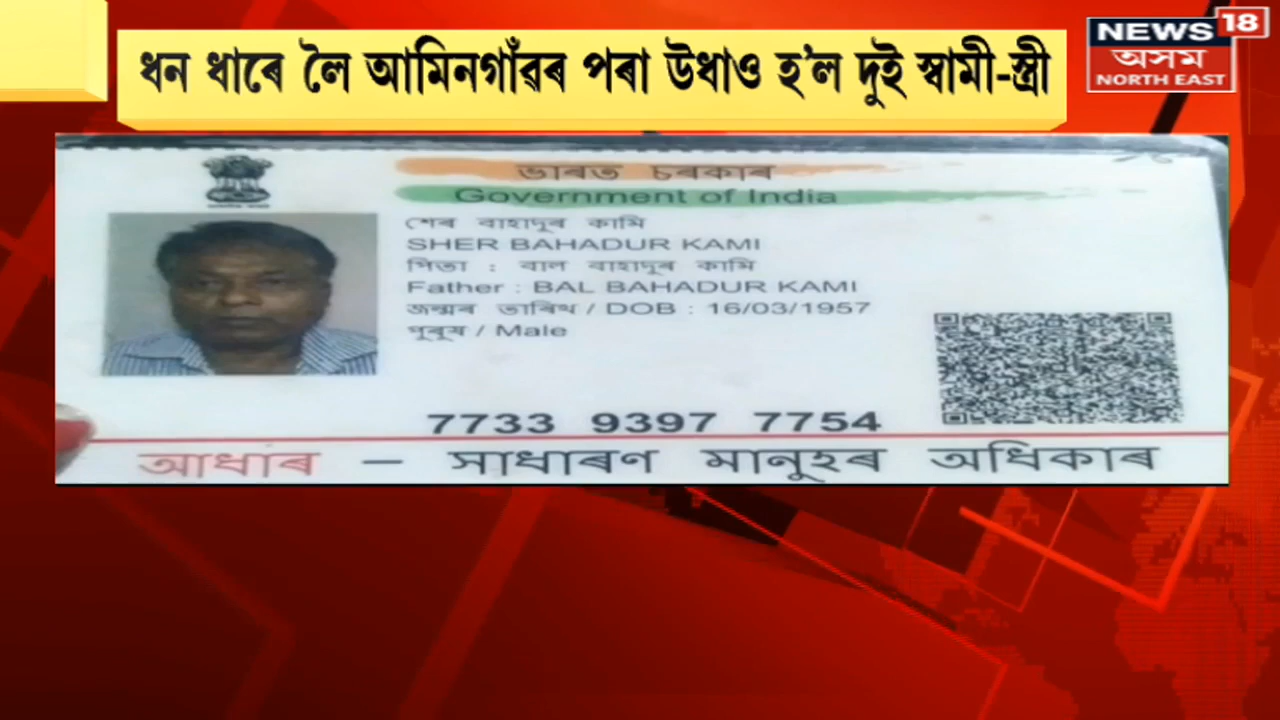 ধন ধাৰে লৈ আমিনগাঁৱৰ পৰা উধাও হ'ল দুই স্বামী-স্ত্ৰী
NEWS 18
অসম
NORTH EAST
ভাৰত চৰকাৰ
Government of India
শেৰ বাহাদুৰ কামি
SHER BAHADUR KAMI
পিতা : বাল বাহাদুৰ কামি
Father : BAL BAHADUR KAMI
জন্মৰ তাৰিখ / DOB : 16/03/1957
পুৰুষ / Male
7733 9397 7754
আধাৰ – সাধাৰণ মানুহৰ অধিকাৰ